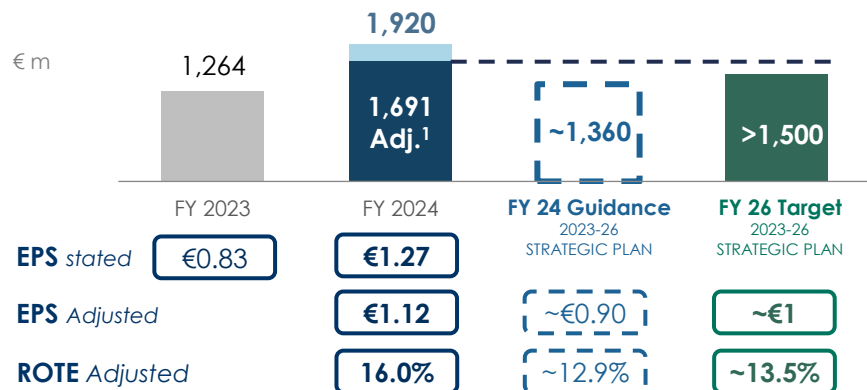 1,920
€ m
1,264
1,691
Adj.¹
~1,360
>1,500
FY 2023
FY 2024
FY 24 Guidance
2023-26
STRATEGIC PLAN
FY 26 Target
2023-26
STRATEGIC PLAN
EPS stated €0.83 €1.27
EPS Adjusted €1.12 ~€0.90 ~€1
ROTE Adjusted 16.0% ~12.9% ~13.5%